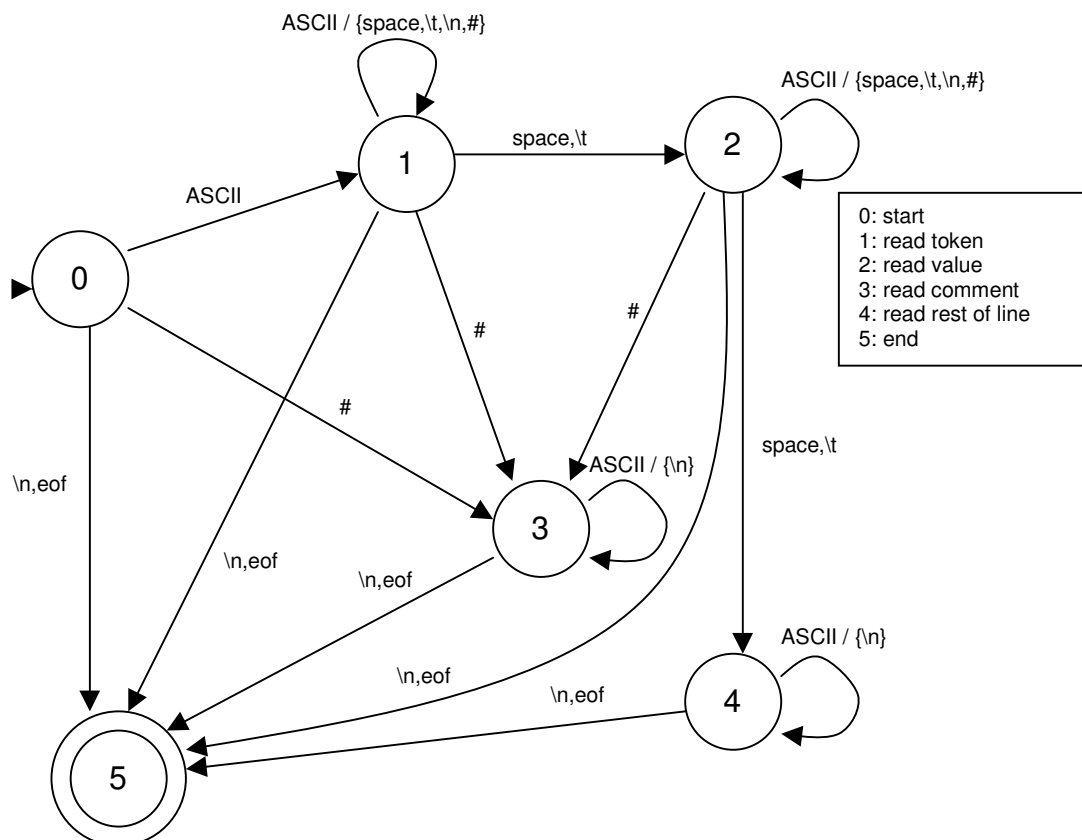 ASCII / {space,\t,\n,#}
ASCII / {space,\t,\n,#}
space,\t
1
2
ASCII
0
0: start
1: read token
2: read value
3: read comment
4: read rest of line
5: end
#
#
#
space,\t
ASCII / {\n}
\n,eof
3
\n,eof
\n,eof
ASCII / {\n}
\n,eof
\n,eof
4
5